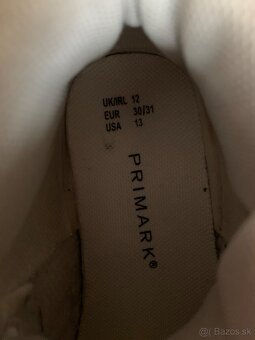 UK/IRL 12
EUR 30/31
USA 13
PRIMARK®
Bazos.sk